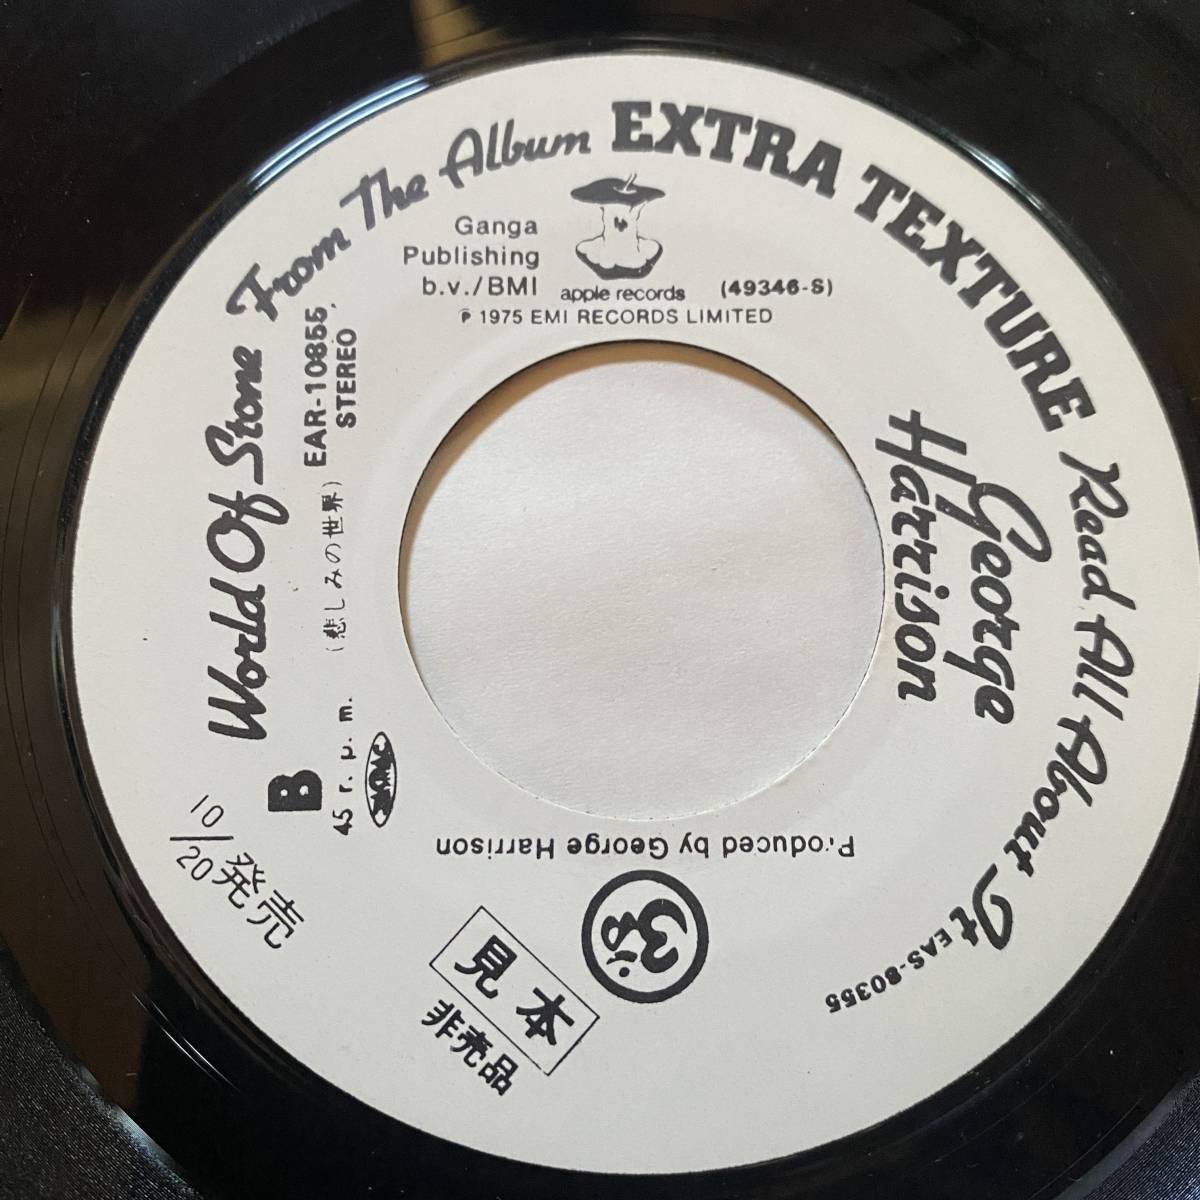 World Of Stone From The Album EXTRA TEXTURE Read All About It EAS-80355
Ganga
Publishing
b.v./BMI
apple records
(49346-S)
℗ 1975 EMI RECORDS LIMITED
EAR-10855
STEREO
(悲しみの世界)
B
45 r. p. m.
George
Harrison
Produced by George Harrison
10/20 発売
見本
非売品